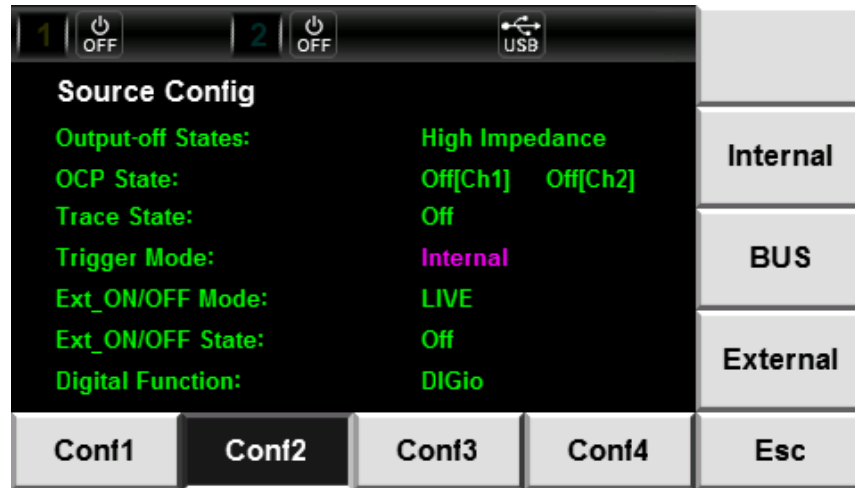 1 OFF 2 OFF USB
Source Config
Output-off States: High Impedance
OCP State: Off[Ch1] Off[Ch2]
Trace State: Off
Trigger Mode: Internal
Ext_ON/OFF Mode: LIVE
Ext_ON/OFF State: Off
Digital Function: DIGio
Internal
BUS
External
Conf1 Conf2 Conf3 Conf4 Esc